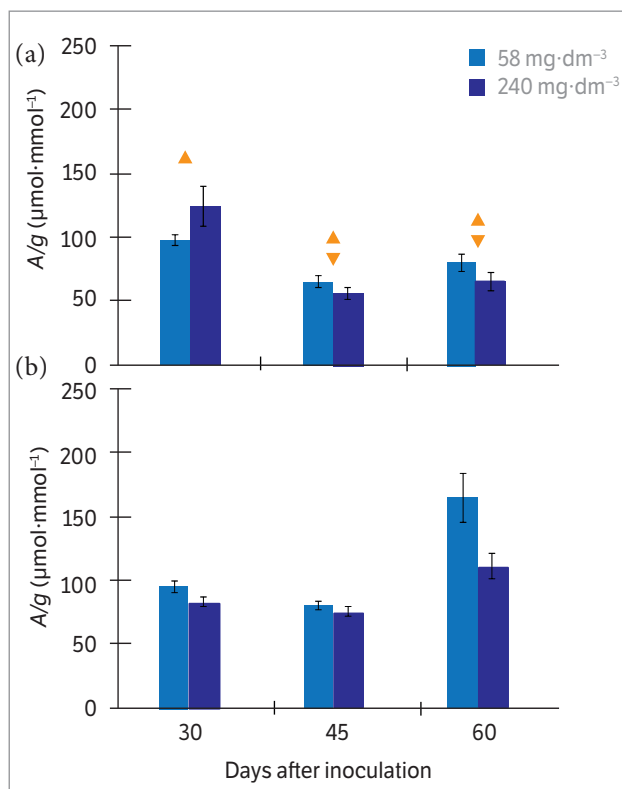 (a)
250
200
150
100
50
0
A/g (µmol·mmol⁻¹)
58 mg·dm⁻³
240 mg·dm⁻³
(b)
250
200
150
100
50
0
A/g (µmol·mmol⁻¹)
30 45 60
Days after inoculation